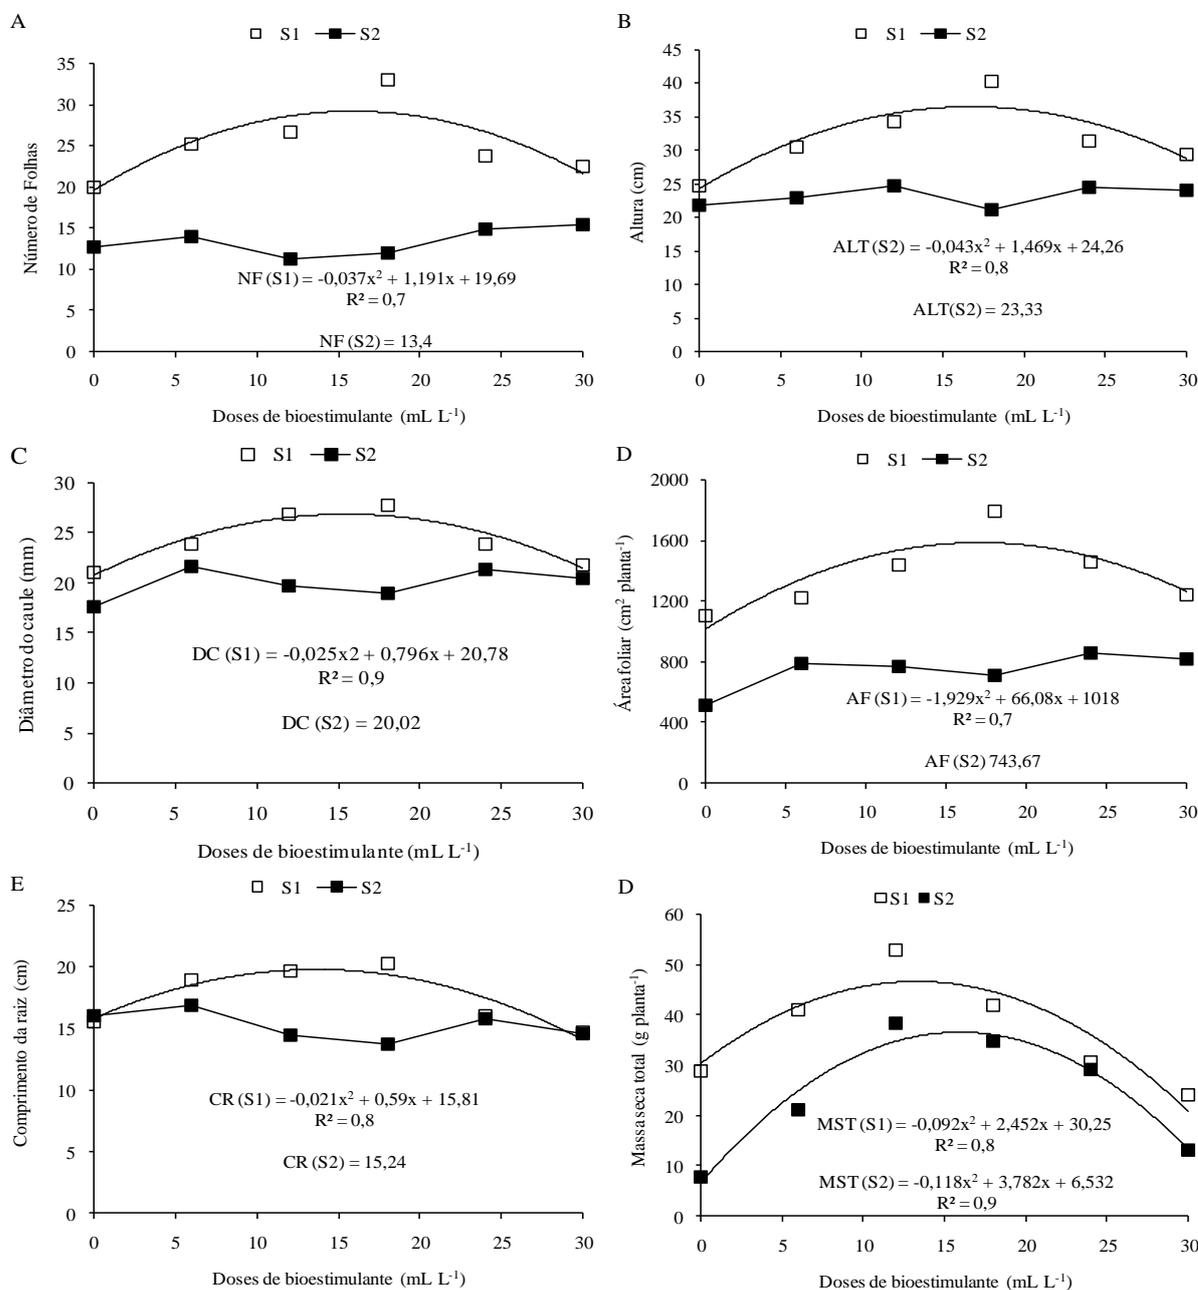 A
S1 S2
35
30
25
20
15
10
5
0
Número de Folhas
NF (S1) = -0,037x² + 1,191x + 19,69
R² = 0,7
NF (S2) = 13,4
0 5 10 15 20 25 30
Doses de bioestimulante (mL L⁻¹)
B
S1 S2
45
40
35
30
25
20
15
10
5
0
Altura (cm)
ALT (S2) = -0,043x² + 1,469x + 24,26
R² = 0,8
ALT(S2) = 23,33
0 5 10 15 20 25 30
Doses de bioestimulante (mL L⁻¹)
C
S1 S2
30
25
20
15
10
5
0
Diâmetro do caule (mm)
DC (S1) = -0,025x2 + 0,796x + 20,78
R² = 0,9
DC (S2) = 20,02
0 5 10 15 20 25 30
Doses de bioestimulante (mL L⁻¹)
D
S1 S2
2000
1600
1200
800
400
0
Área foliar (cm² planta⁻¹)
AF (S1) = -1,929x² + 66,08x + 1018
R² = 0,7
AF (S2) 743,67
0 5 10 15 20 25 30
Doses de bioestimulante (mL L⁻¹)
E
S1 S2
25
20
15
10
5
0
Comprimento da raiz (cm)
CR (S1) = -0,021x² + 0,59x + 15,81
R² = 0,8
CR (S2) = 15,24
0 5 10 15 20 25 30
Doses de bioestimulante (mL L⁻¹)
D
S1 S2
60
50
40
30
20
10
0
Massa seca total (g planta⁻¹)
MST (S1) = -0,092x² + 2,452x + 30,25
R² = 0,8
MST (S2) = -0,118x² + 3,782x + 6,532
R² = 0,9
0 5 10 15 20 25 30
Doses de bioestimulante (mL L⁻¹)